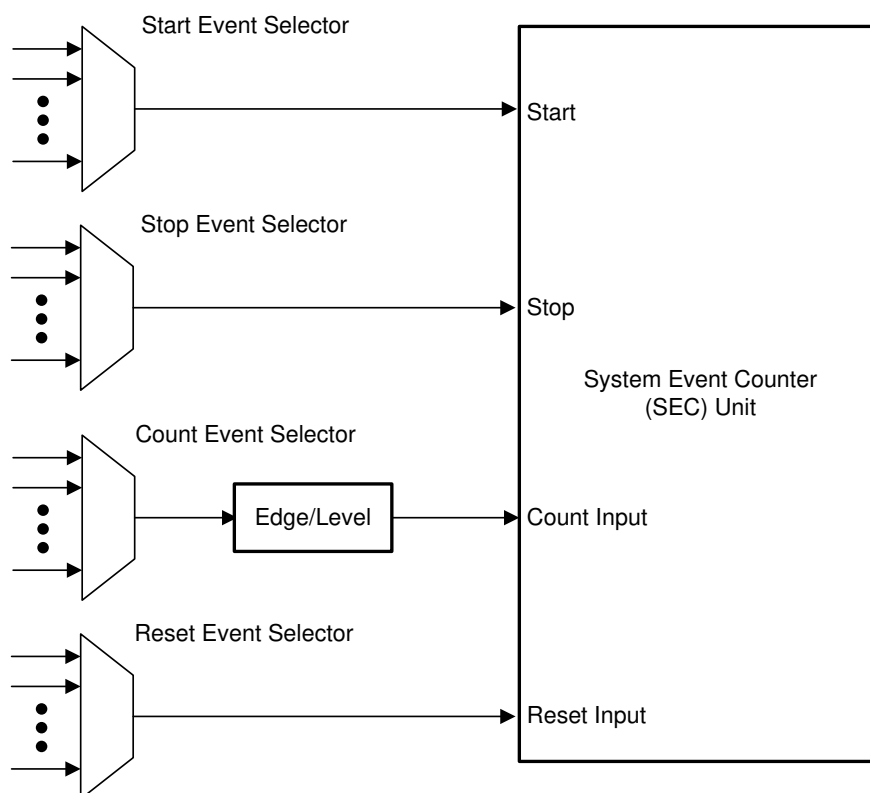 Start Event Selector
Start
Stop Event Selector
Stop
System Event Counter
(SEC) Unit
Count Event Selector
Edge/Level
Count Input
Reset Event Selector
Reset Input